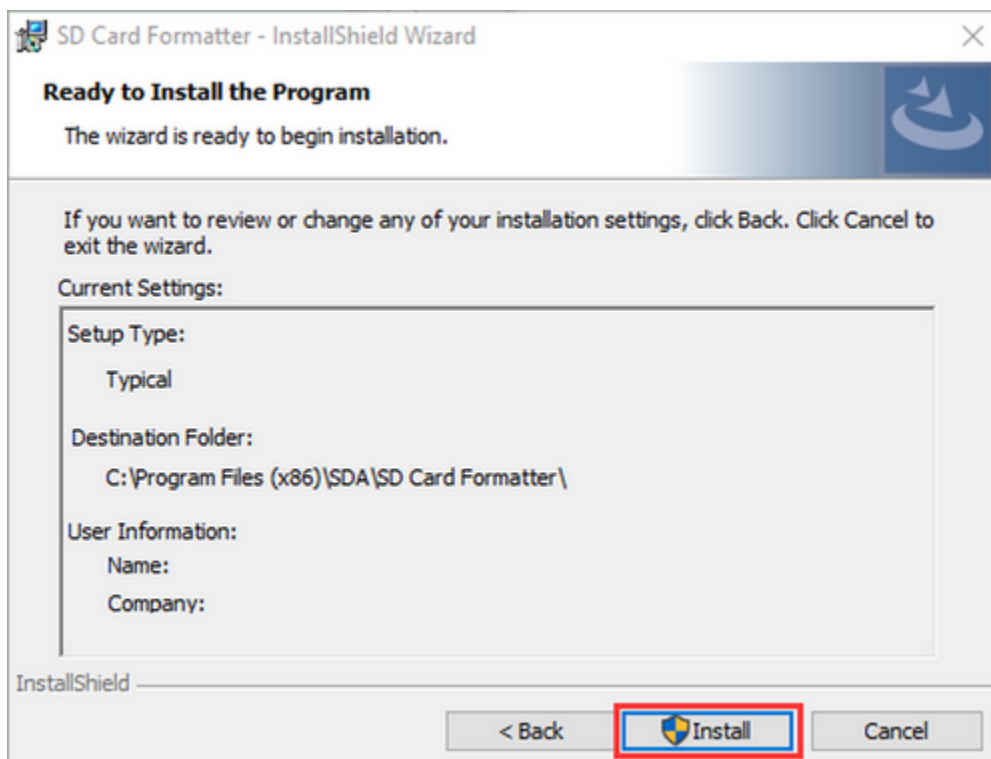 SD Card Formatter - InstallShield Wizard
Ready to Install the Program
The wizard is ready to begin installation.
If you want to review or change any of your installation settings, click Back. Click Cancel to
exit the wizard.
Current Settings:
Setup Type:
Typical
Destination Folder:
C:\Program Files (x86)\SDA\SD Card Formatter\
User Information:
Name:
Company:
InstallShield
< Back
Install
Cancel